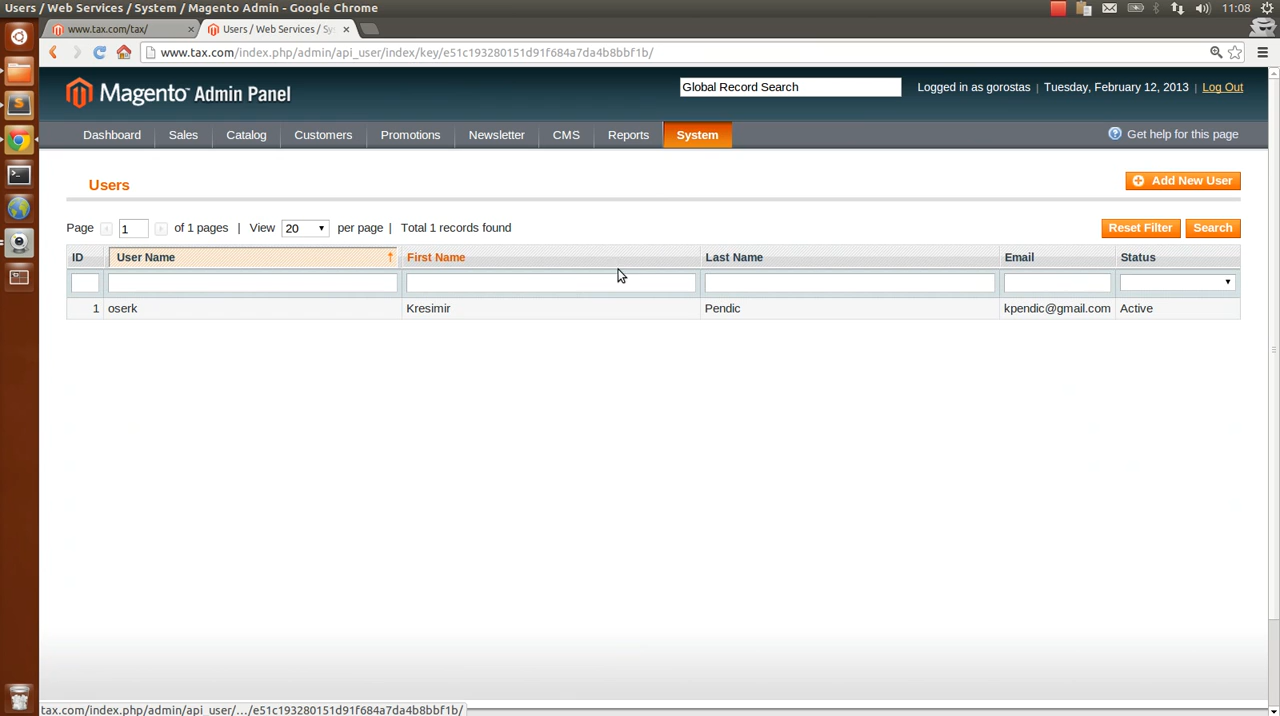 Users / Web Services / System / Magento Admin - Google Chrome
11:08
www.tax.com/tax/
Users / Web Services / Sy
www.tax.com/index.php/admin/api_user/index/key/e51c193280151d91f684a7da4b8bbf1b/
Magento Admin Panel
Global Record Search
Logged in as gorostas | Tuesday, February 12, 2013 | Log Out
Dashboard Sales Catalog Customers Promotions Newsletter CMS Reports System
Get help for this page
Users
Add New User
Page 1 of 1 pages | View 20 per page | Total 1 records found
Reset Filter Search
ID User Name First Name Last Name Email Status
1 oserk Kresimir Pendic kpendic@gmail.com Active
tax.com/index.php/admin/api_user/.../e51c193280151d91f684a7da4b8bbf1b/